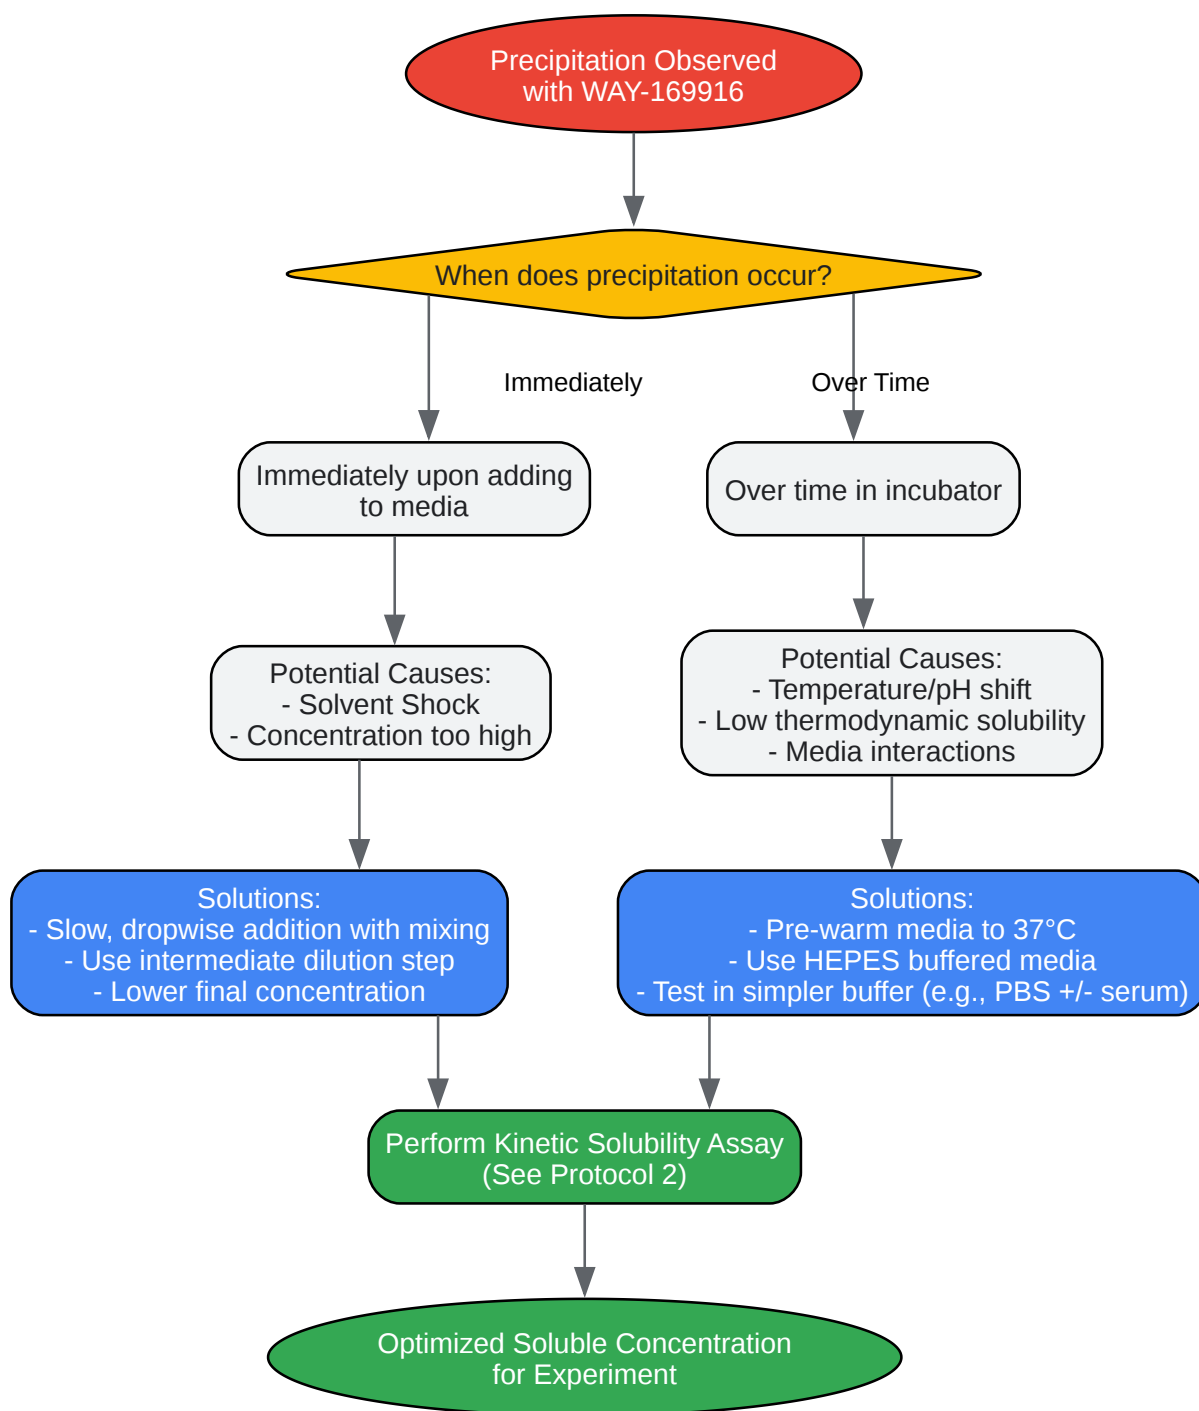 Precipitation Observed
with WAY-169916
When does precipitation occur?
Immediately
Over Time
Immediately upon adding
to media
Over time in incubator
Potential Causes:
- Solvent Shock
- Concentration too high
Potential Causes:
- Temperature/pH shift
- Low thermodynamic solubility
- Media interactions
Solutions:
- Slow, dropwise addition with mixing
- Use intermediate dilution step
- Lower final concentration
Solutions:
- Pre-warm media to 37°C
- Use HEPES buffered media
- Test in simpler buffer (e.g., PBS +/- serum)
Perform Kinetic Solubility Assay
(See Protocol 2)
Optimized Soluble Concentration
for Experiment